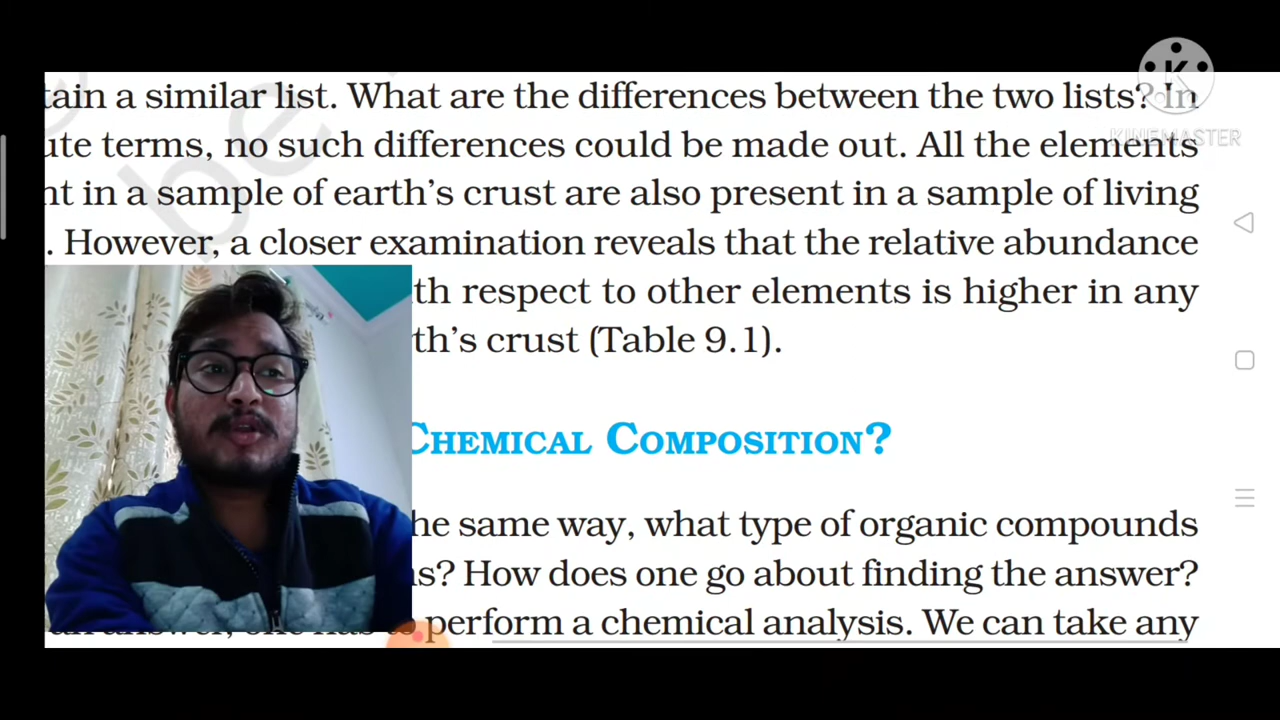 tain a similar list. What are the differences between the two lists? In
ute terms, no such differences could be made out. All the elements
nt in a sample of earth's crust are also present in a sample of living
. However, a closer examination reveals that the relative abundance
th respect to other elements is higher in any
th's crust (Table 9.1).
CHEMICAL COMPOSITION?
he same way, what type of organic compounds
ns? How does one go about finding the answer?
perform a chemical analysis. We can take any
be
K
KINEMASTER